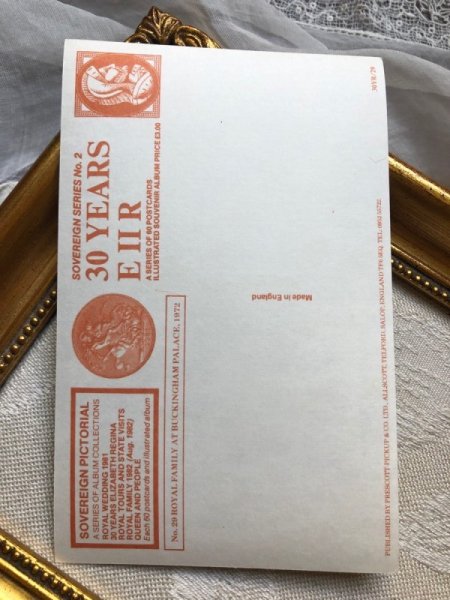 SOVEREIGN PICTORIAL
A SERIES OF ALBUM COLLECTIONS
ROYAL WEDDING 1981
30 YEARS ELIZABETH REGINA
ROYAL TOURS AND STATE VISITS
ROYAL FAMILY 1982 (Aug. 1982)
QUEEN AND PEOPLE
Each 60 postcards and illustrated album
SOVEREIGN SERIES No. 2
30 YEARS
E II R
A SERIES OF 60 POSTCARDS
ILLUSTRATED SOUVENIR ALBUM PRICE £3.00
No. 29 ROYAL FAMILY AT BUCKINGHAM PALACE, 1972
Made in England
PUBLISHED BY PRESCOTT-PICKUP & CO. LTD., ALLSCOTT, TELFORD, SALOP, ENGLAND TF6 5EQ. TEL. 0952 55722.
30YR/29